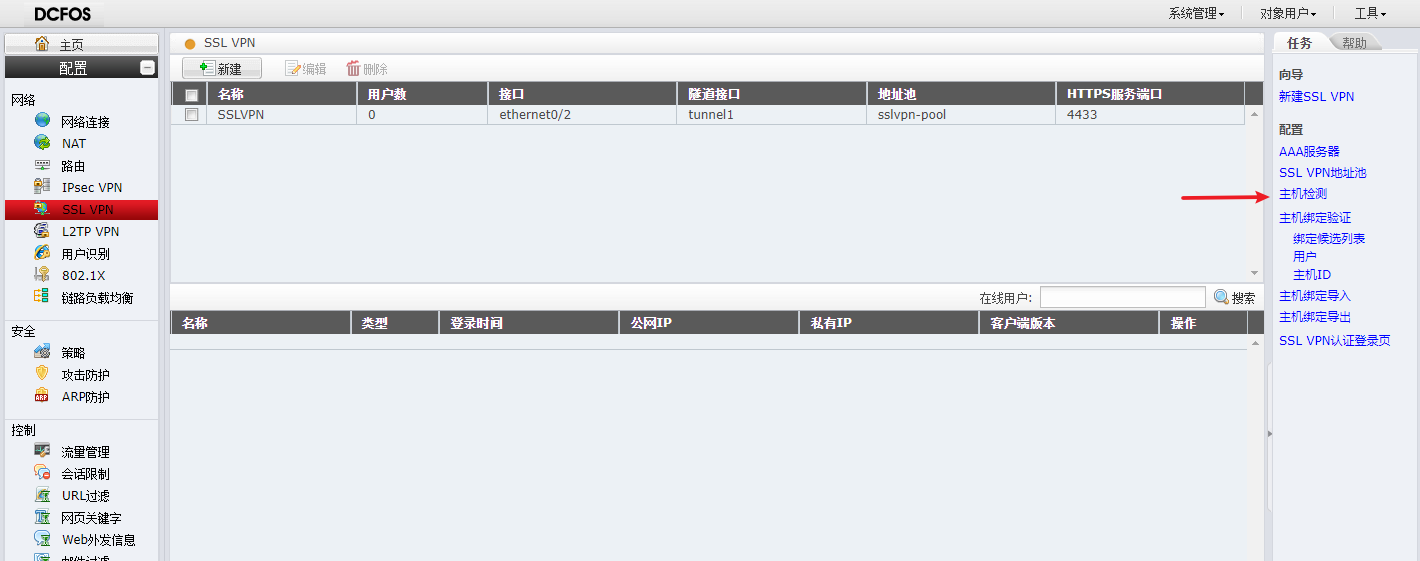 DCFOS
系统管理
对象用户
工具
主页
配置
网络
网络连接
NAT
路由
IPsec VPN
SSL VPN
L2TP VPN
用户识别
802.1X
链路负载均衡
安全
策略
攻击防护
ARP防护
控制
流量管理
会话限制
URL过滤
网页关键字
Web外发信息
邮件过滤
SSL VPN
新建 编辑 删除
名称 用户数 接口 隧道接口 地址池 HTTPS服务端口
SSLVPN 0 ethernet0/2 tunnel1 sslvpn-pool 4433
在线用户: 搜索
名称 类型 登录时间 公网IP 私有IP 客户端版本 操作
任务 帮助
向导
新建SSL VPN
配置
AAA服务器
SSL VPN地址池
主机检测
主机绑定验证
绑定候选列表
用户
主机ID
主机绑定导入
主机绑定导出
SSL VPN认证登录页